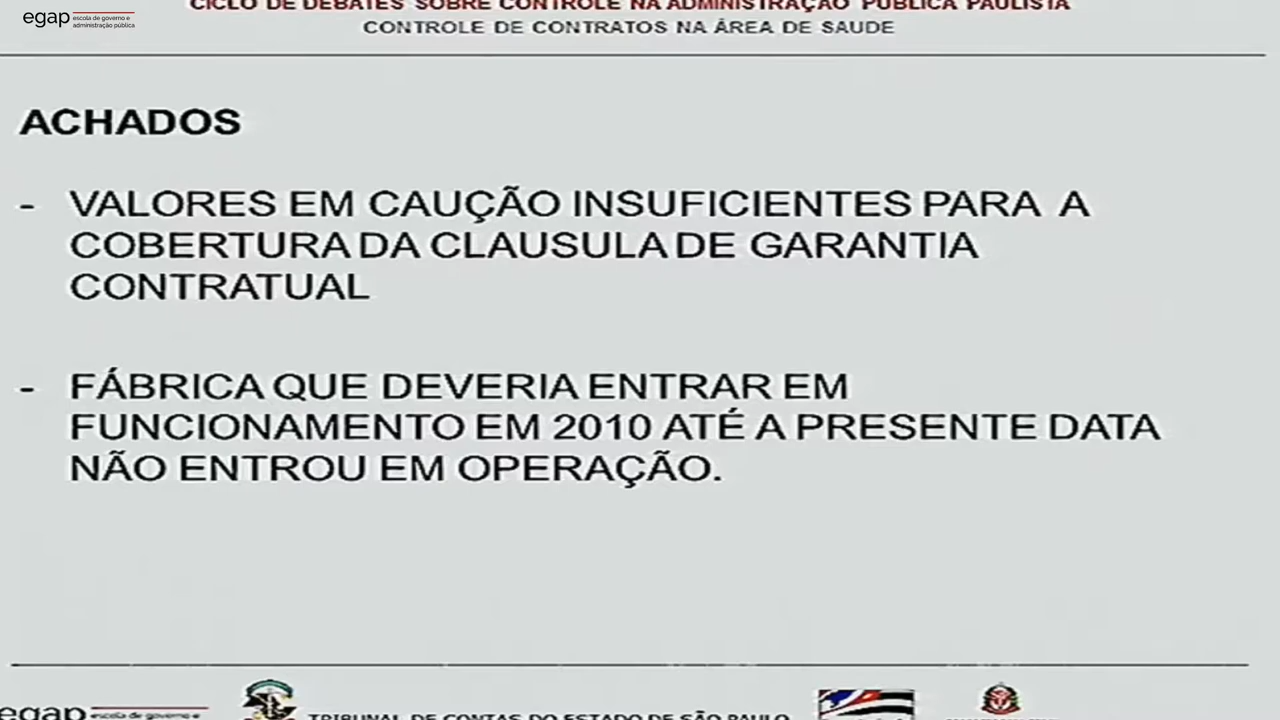 CICLO DE DEBATES SOBRE CONTROLE NA ADMINISTRAÇÃO PÚBLICA PAULISTA
egap escola de governo e
administração pública
CONTROLE DE CONTRATOS NA ÁREA DE SAUDE
ACHADOS
- VALORES EM CAUÇÃO INSUFICIENTES PARA A
COBERTURA DA CLAUSULA DE GARANTIA
CONTRATUAL
- FÁBRICA QUE DEVERIA ENTRAR EM
FUNCIONAMENTO EM 2010 ATÉ A PRESENTE DATA
NÃO ENTROU EM OPERAÇÃO.
egap escola de governo e
TRIBUNAL DE CONTAS DO ESTADO DE SÃO PAULO